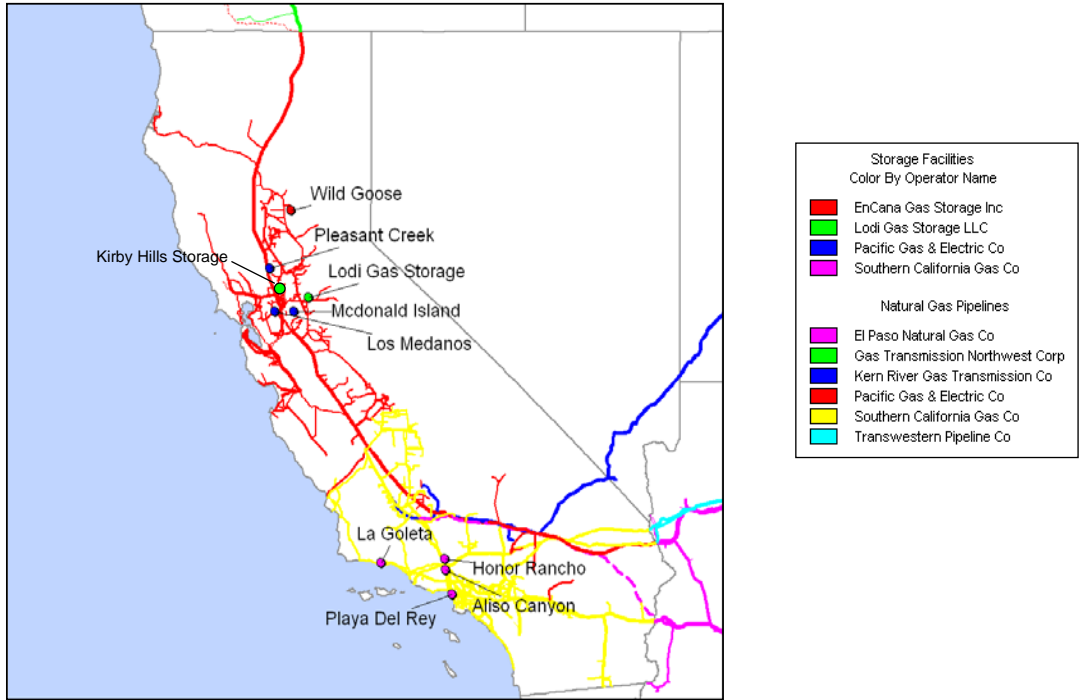 Wild Goose
Pleasant Creek
Kirby Hills Storage
Lodi Gas Storage
Mcdonald Island
Los Medanos
La Goleta
Honor Rancho
Aliso Canyon
Playa Del Rey
Storage Facilities
Color By Operator Name
EnCana Gas Storage Inc
Lodi Gas Storage LLC
Pacific Gas & Electric Co
Southern California Gas Co
Natural Gas Pipelines
El Paso Natural Gas Co
Gas Transmission Northwest Corp
Kern River Gas Transmission Co
Pacific Gas & Electric Co
Southern California Gas Co
Transwestern Pipeline Co